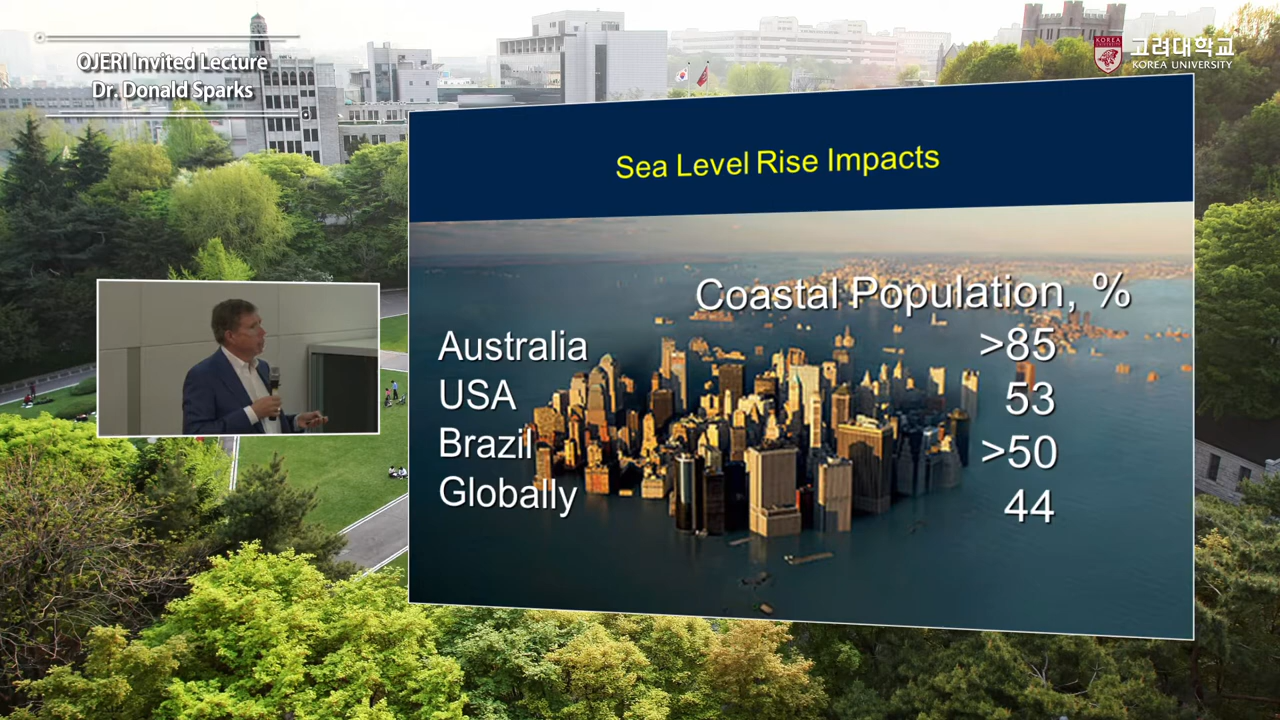 OJERI Invited Lecture
Dr. Donald Sparks
KOREA
고려대학교
KOREA UNIVERSITY
Sea Level Rise Impacts
Coastal Population, %
Australia >85
USA 53
Brazil >50
Globally 44